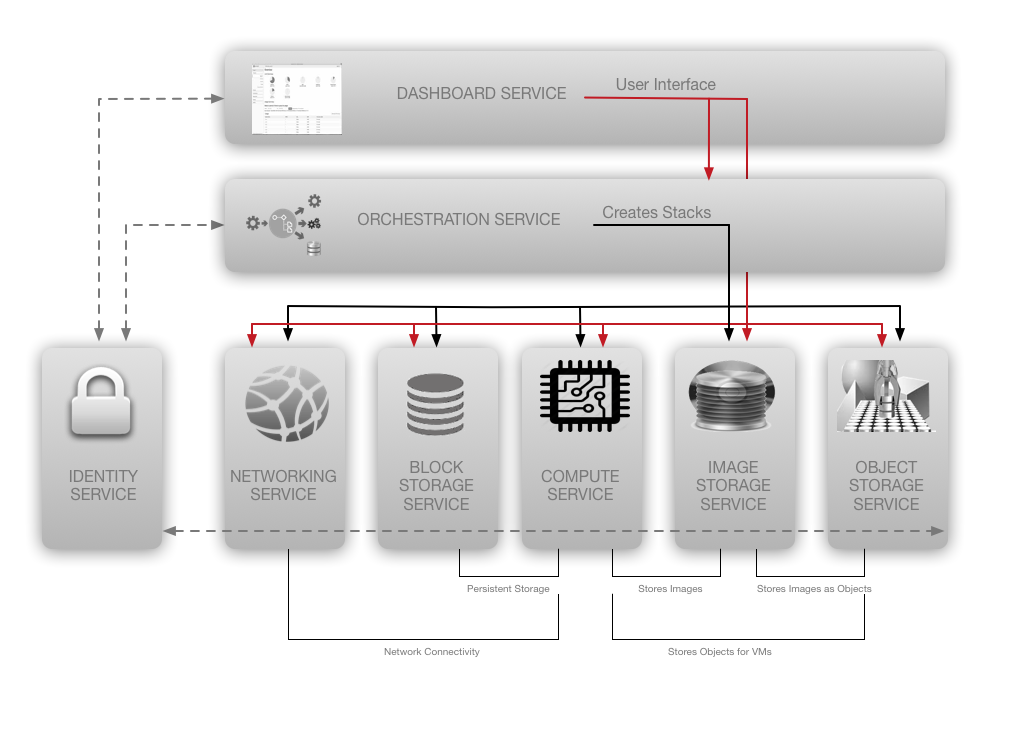 User Interface
DASHBOARD SERVICE
Creates Stacks
ORCHESTRATION SERVICE
IDENTITY
SERVICE
NETWORKING
SERVICE
BLOCK
STORAGE
SERVICE
COMPUTE
SERVICE
IMAGE
STORAGE
SERVICE
OBJECT
STORAGE
SERVICE
Persistent Storage
Stores Images
Stores Images as Objects
Network Connectivity
Stores Objects for VMs